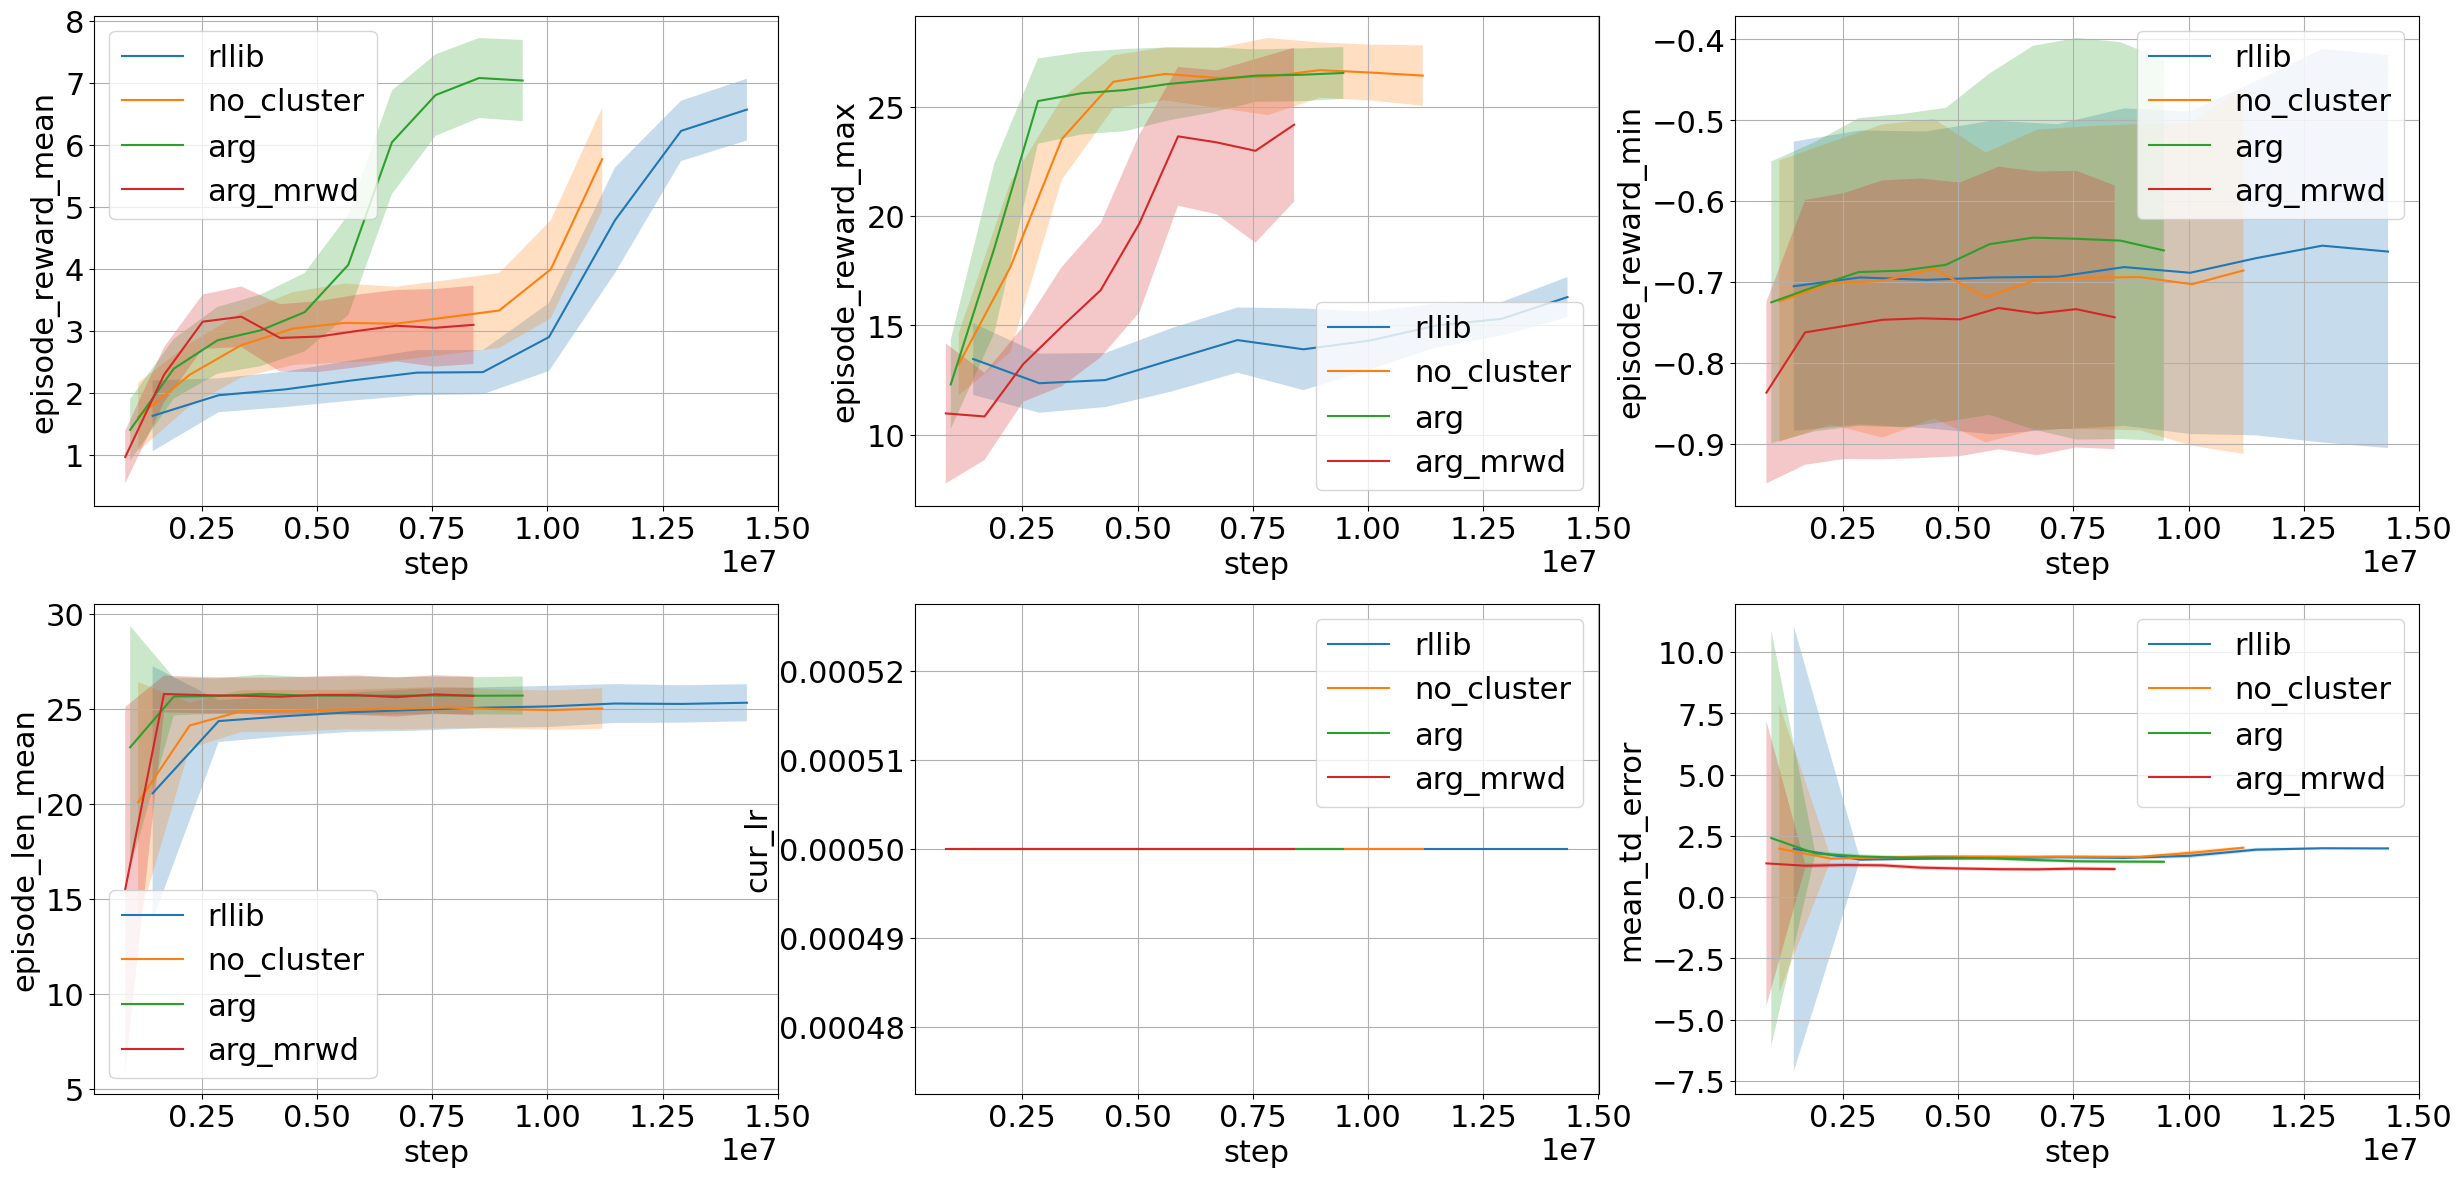 episode_reward_mean
8
7
6
5
4
3
2
1
rllib
no_cluster
arg
arg_mrwd
0.25 0.50 0.75 1.00 1.25 1.50
step
1e7
episode_reward_max
25
20
15
10
rllib
no_cluster
arg
arg_mrwd
0.25 0.50 0.75 1.00 1.25 1.50
step
1e7
episode_reward_min
−0.4
−0.5
−0.6
−0.7
−0.8
−0.9
rllib
no_cluster
arg
arg_mrwd
0.25 0.50 0.75 1.00 1.25 1.50
step
1e7
episode_len_mean
30
25
20
15
10
5
rllib
no_cluster
arg
arg_mrwd
0.25 0.50 0.75 1.00 1.25 1.50
step
1e7
cur_lr
0.00052
0.00051
0.00050
0.00049
0.00048
rllib
no_cluster
arg
arg_mrwd
0.25 0.50 0.75 1.00 1.25 1.50
step
1e7
mean_td_error
10.0
7.5
5.0
2.5
0.0
−2.5
−5.0
−7.5
rllib
no_cluster
arg
arg_mrwd
0.25 0.50 0.75 1.00 1.25 1.50
step
1e7